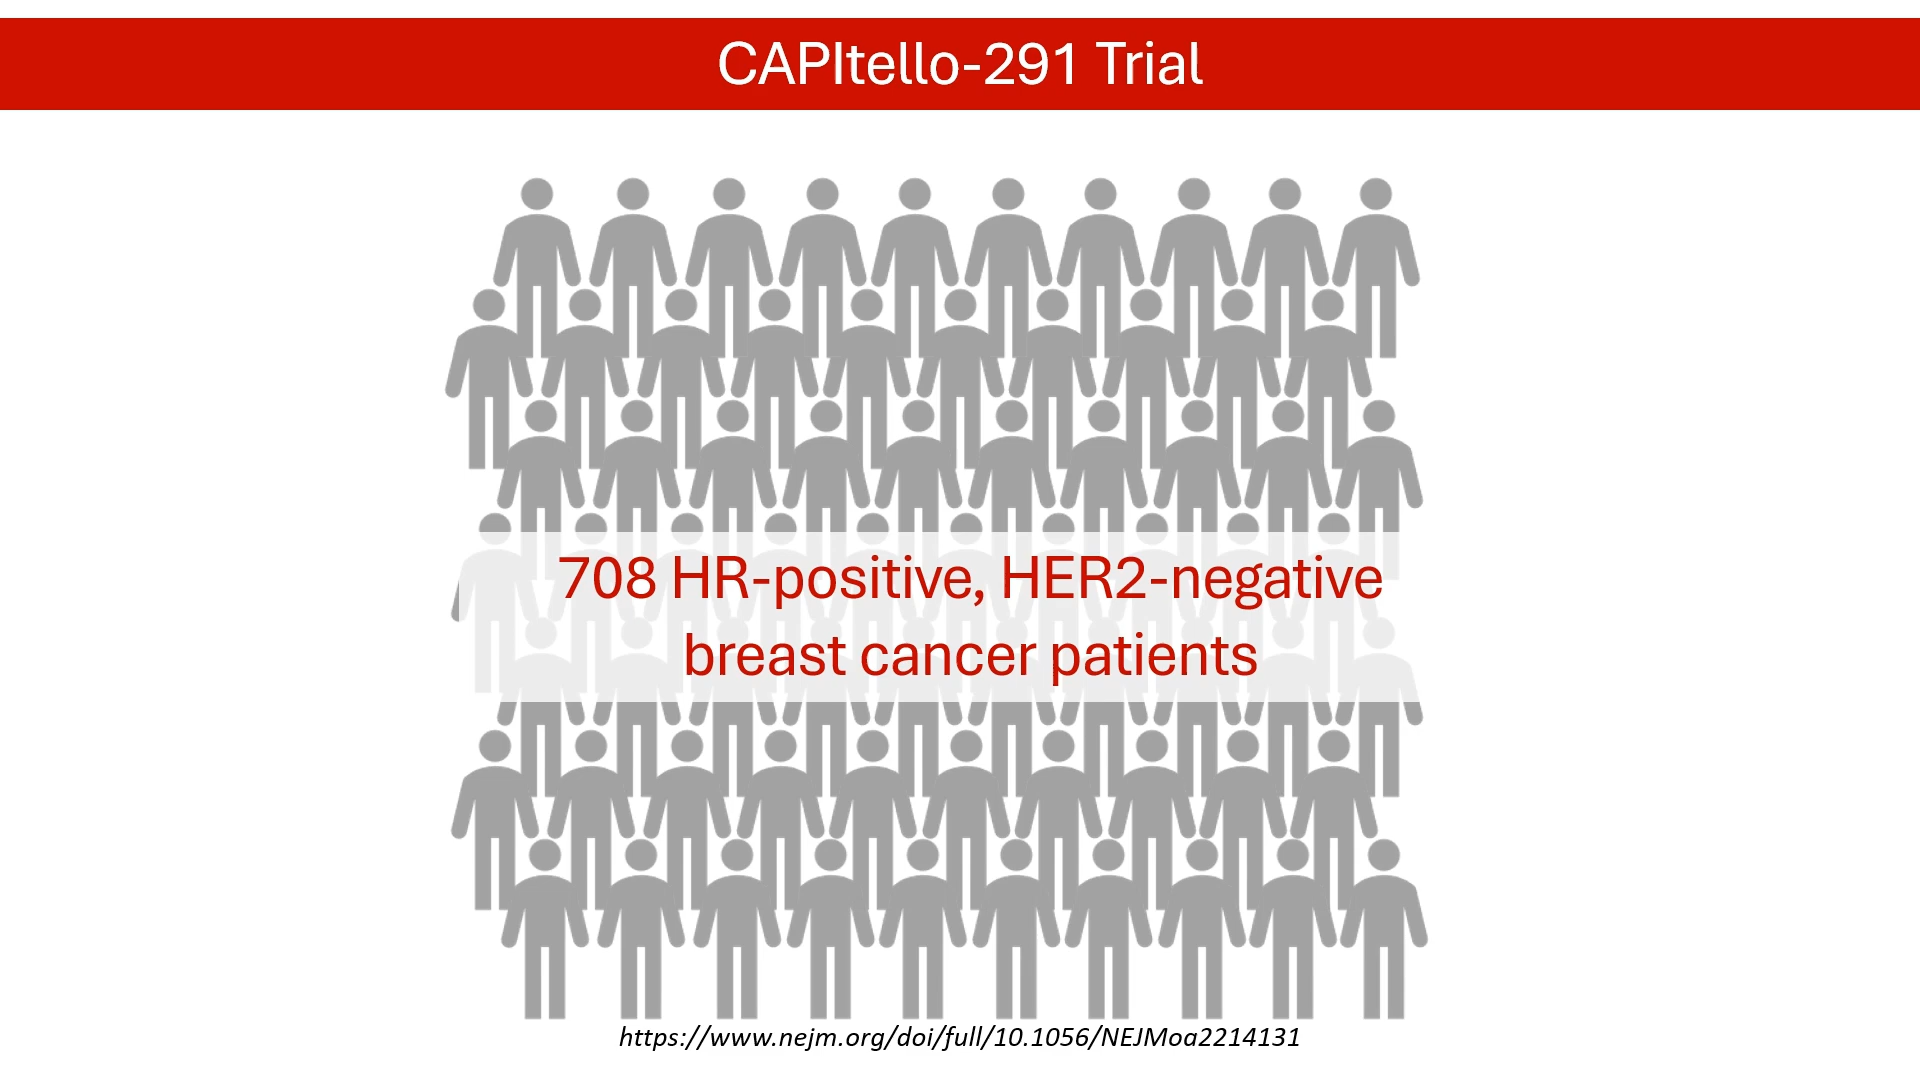 CAPItello-291 Trial
708 HR-positive, HER2-negative
breast cancer patients
https://www.nejm.org/doi/full/10.1056/NEJMoa2214131